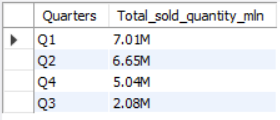 Quarters Total_sold_quantity_mln
Q1 7.01M
Q2 6.65M
Q4 5.04M
Q3 2.08M